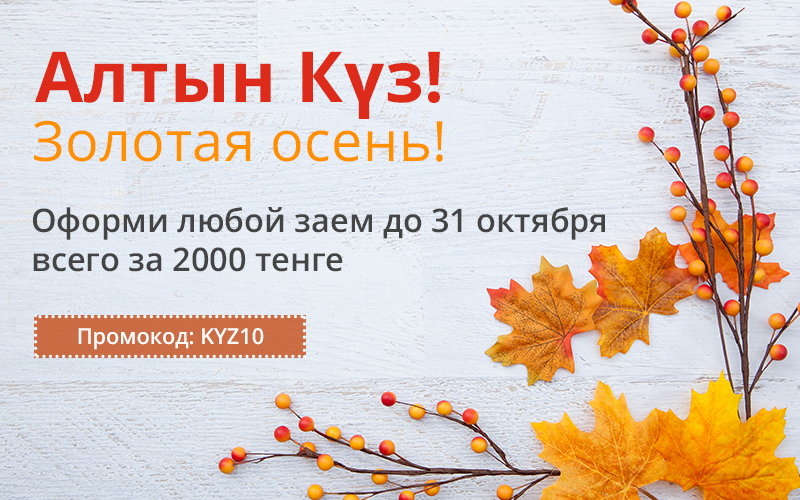 Алтын Күз!
Золотая осень!
Оформи любой заем до 31 октября
всего за 2000 тенге
Промокод: KYZ10